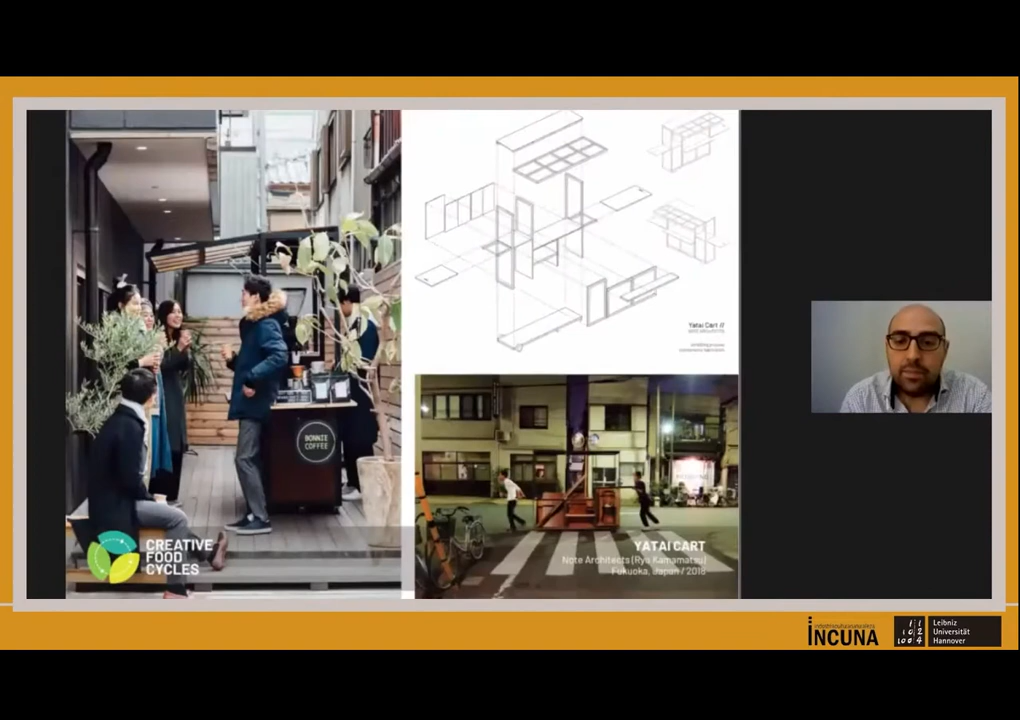 BONNIE
COFFEE
CREATIVE
FOOD
CYCLES
Yatai Cart //
YATAI CART
Note Architects (Ryo Kamamatsu)
Fukuoka, Japan / 2018
INCUNA
Leibniz
Universität
Hannover